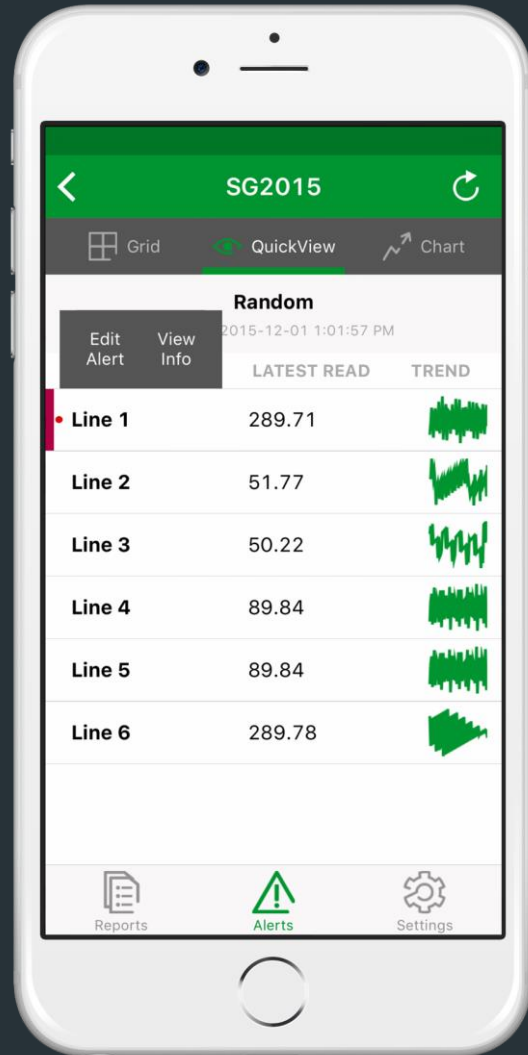 SG2015
Grid QuickView Chart
Random
2015-12-01 1:01:57 PM
Edit Alert View Info
LATEST READ TREND
Line 1 289.71
Line 2 51.77
Line 3 50.22
Line 4 89.84
Line 5 89.84
Line 6 289.78
Reports Alerts Settings